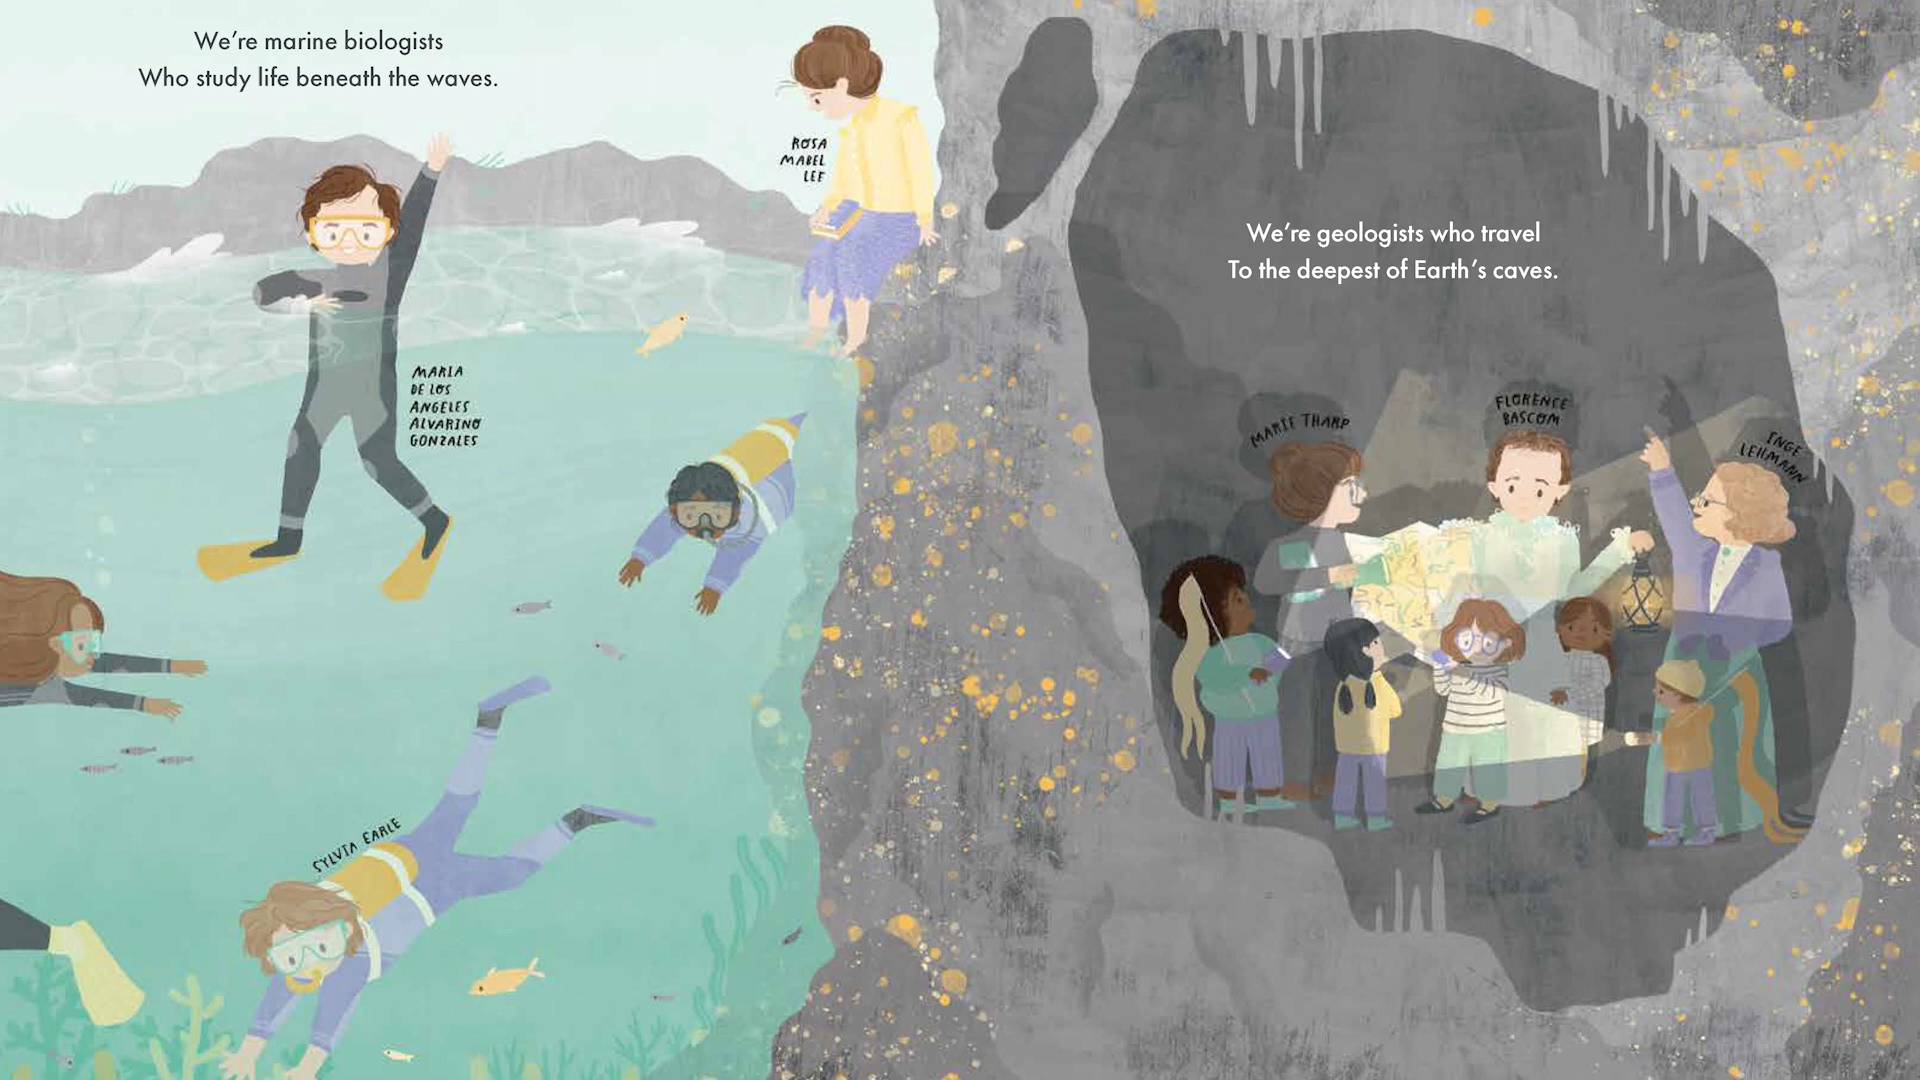 We're marine biologists
Who study life beneath the waves.
ROSA
MABEL
LEE
MARIA
DE LOS
ANGELES
ALVARINO
GONZALES
SYLVIA EARLE
We're geologists who travel
To the deepest of Earth's caves.
MARIE THARP
FLORENCE
BASCOM
INGE
LEHMANN